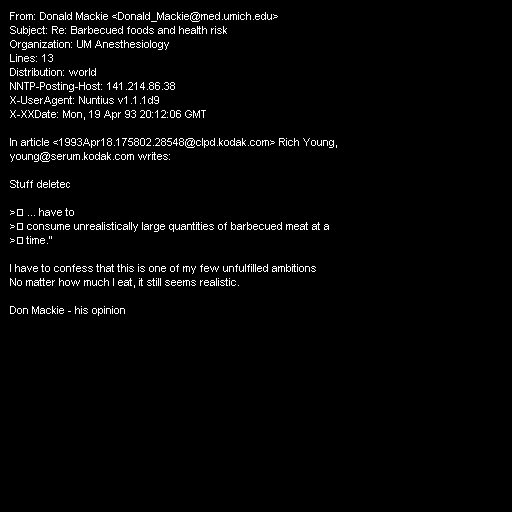 From: Donald Mackie <Donald_Mackie@med.umich.edu>
Subject: Re: Barbecued foods and health risk
Organization: UM Anesthesiology
Lines: 13
Distribution: world
NNTP-Posting-Host: 141.214.86.38
X-UserAgent: Nuntius v1.1.1d9
X-XXDate: Mon, 19 Apr 93 20:12:06 GMT

In article <1993Apr18.175802.28548@clpd.kodak.com> Rich Young,
young@serum.kodak.com writes:

Stuff deletec

>▯ ... have to
>▯ consume unrealistically large quantities of barbecued meat at a
>▯ time."

I have to confess that this is one of my few unfulfilled ambitions
No matter how much I eat, it still seems realistic.

Don Mackie - his opinion